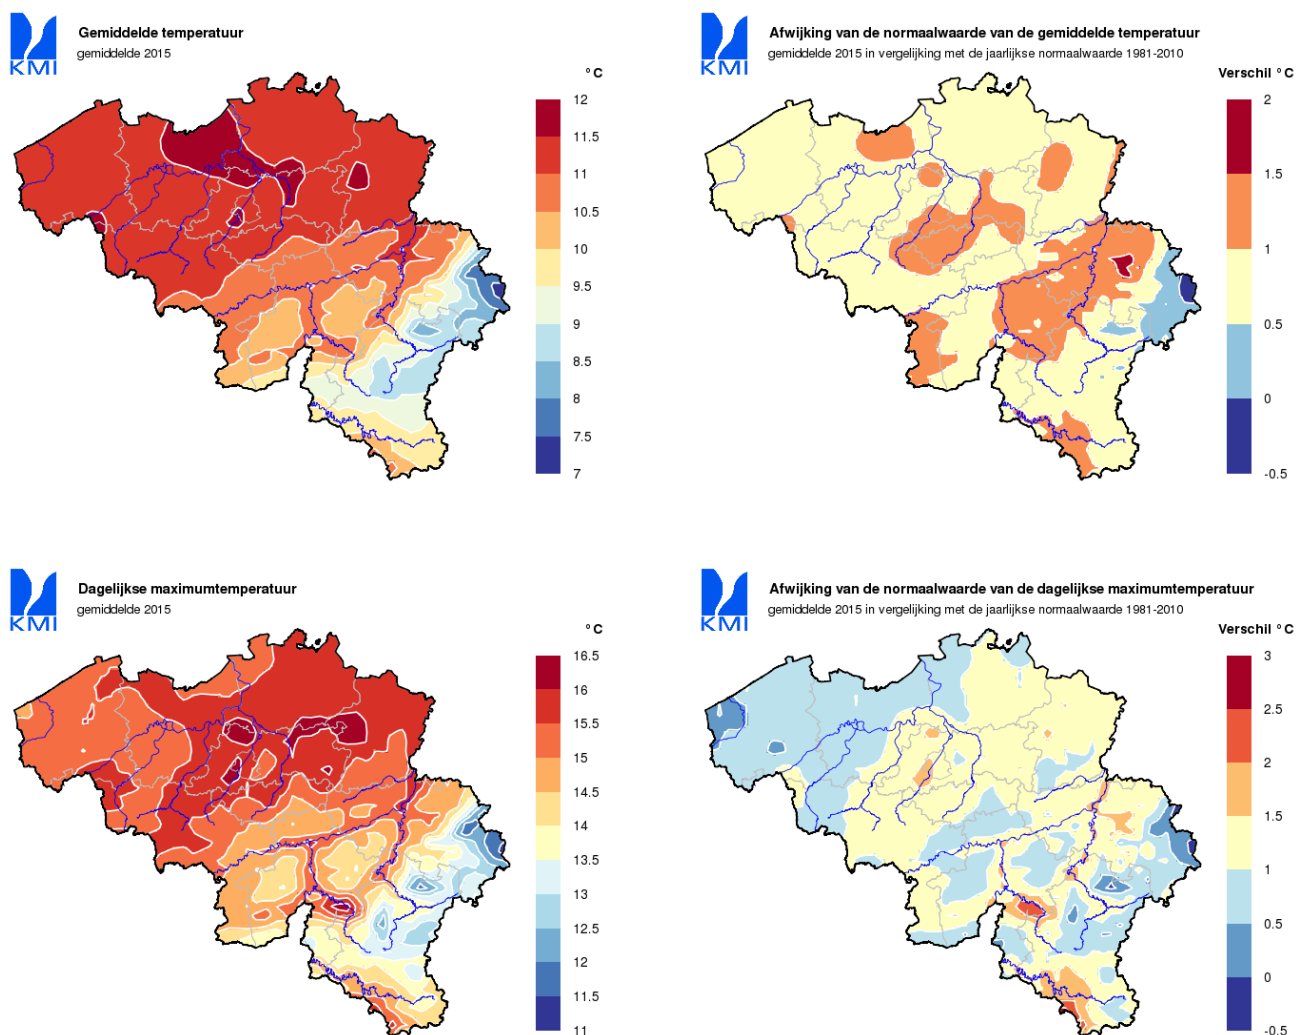 KMI
Gemiddelde temperatuur
gemiddelde 2015
°C
12
11.5
11
10.5
10
9.5
9
8.5
8
7.5
7
KMI
Afwijking van de normaalwaarde van de gemiddelde temperatuur
gemiddelde 2015 in vergelijking met de jaarlijkse normaalwaarde 1981-2010
Verschil °C
2
1.5
1
0.5
0
-0.5
KMI
Dagelijkse maximumtemperatuur
gemiddelde 2015
°C
16.5
16
15.5
15
14.5
14
13.5
13
12.5
12
11.5
11
KMI
Afwijking van de normaalwaarde van de dagelijkse maximumtemperatuur
gemiddelde 2015 in vergelijking met de jaarlijkse normaalwaarde 1981-2010
Verschil °C
3
2.5
2
1.5
1
0.5
0
-0.5